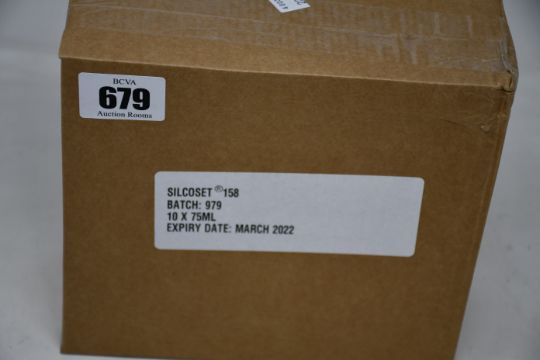 BCVA
679
Auction Rooms
SILCOSET ®158
BATCH: 979
10 X 75ML
EXPIRY DATE: MARCH 2022